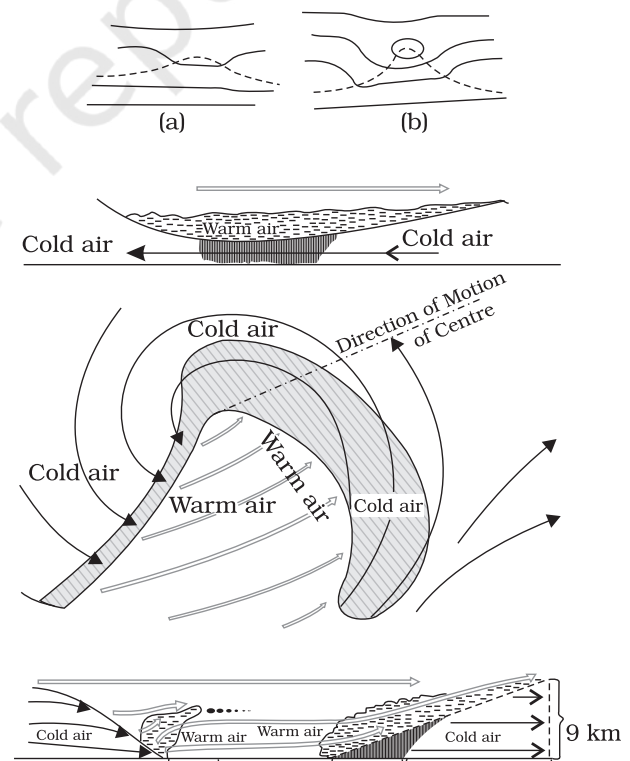 rep
(a)
(b)
Warm air
Cold air
Cold air
Direction of Motion
of Centre
Cold air
Cold air
Warm air
Warm air
Cold air
Cold air
Warm air
Warm air
Cold air
9 km